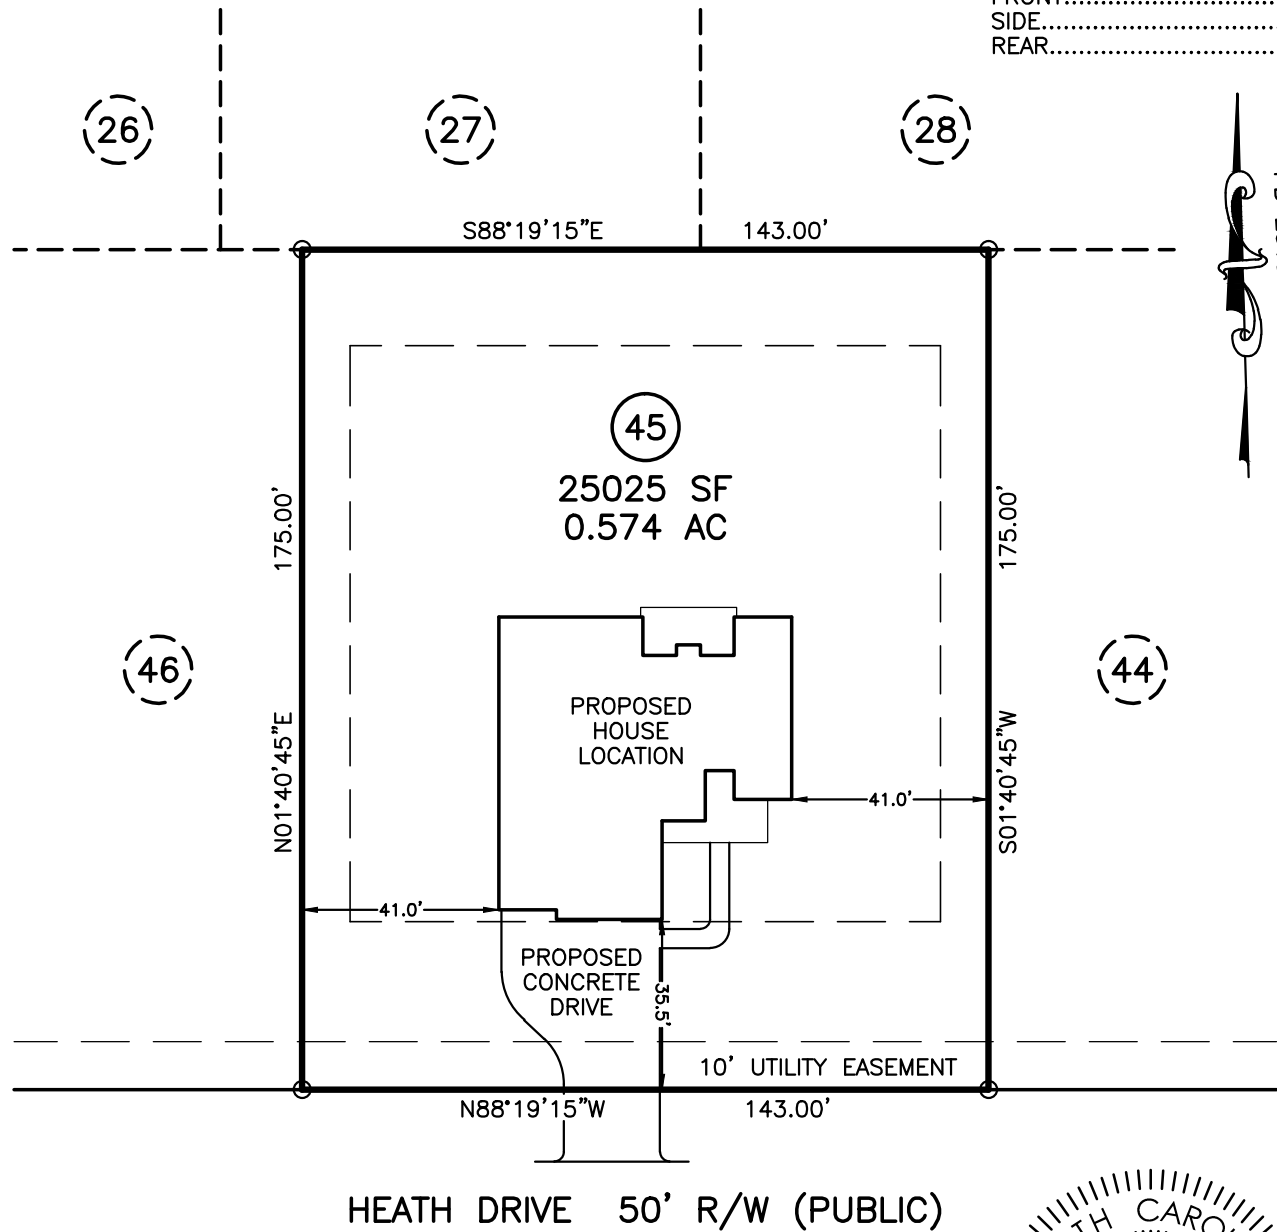 SIDE..............................
REAR..............................
26
27
28
S88°19'15"E 143.00'
45
25025 SF
0.574 AC
175.00'
175.00'
46
44
PROPOSED
HOUSE
LOCATION
N01°40'45"E
S01°40'45"W
41.0'
41.0'
PROPOSED
CONCRETE
DRIVE
35.5'
10' UTILITY EASEMENT
N88°19'15"W 143.00'
HEATH DRIVE 50' R/W (PUBLIC)